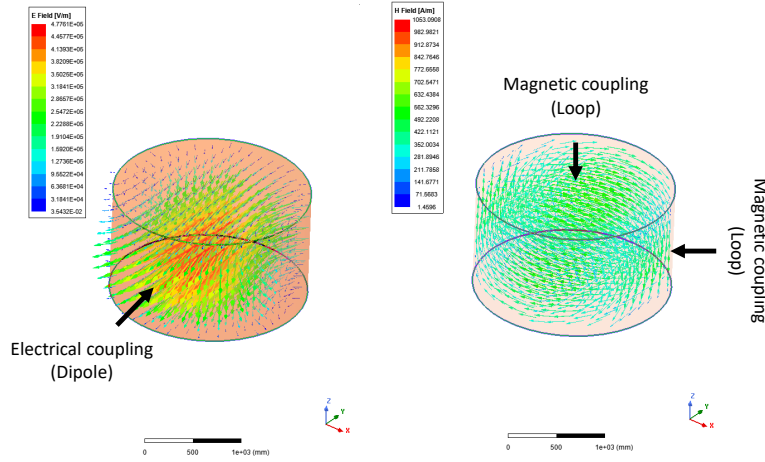 E Field [V/m]
4.7761E+05
4.4577E+05
4.1393E+05
3.8209E+05
3.5025E+05
3.1841E+05
2.8657E+05
2.5472E+05
2.2288E+05
1.9104E+05
1.5920E+05
1.2736E+05
9.5522E+04
6.3681E+04
3.1841E+04
3.5432E-02
Electrical coupling
(Dipole)
Z
Y
X
0 500 1e+03 (mm)
H Field [A/m]
1053.0908
982.9821
912.8734
842.7646
772.6558
702.5471
632.4384
562.3296
492.2208
422.1121
352.0034
281.8946
211.7858
141.6771
71.5683
1.4596
Magnetic coupling
(Loop)
Magnetic coupling
(Loop)
Z
Y
X
0 500 1e+03 (mm)